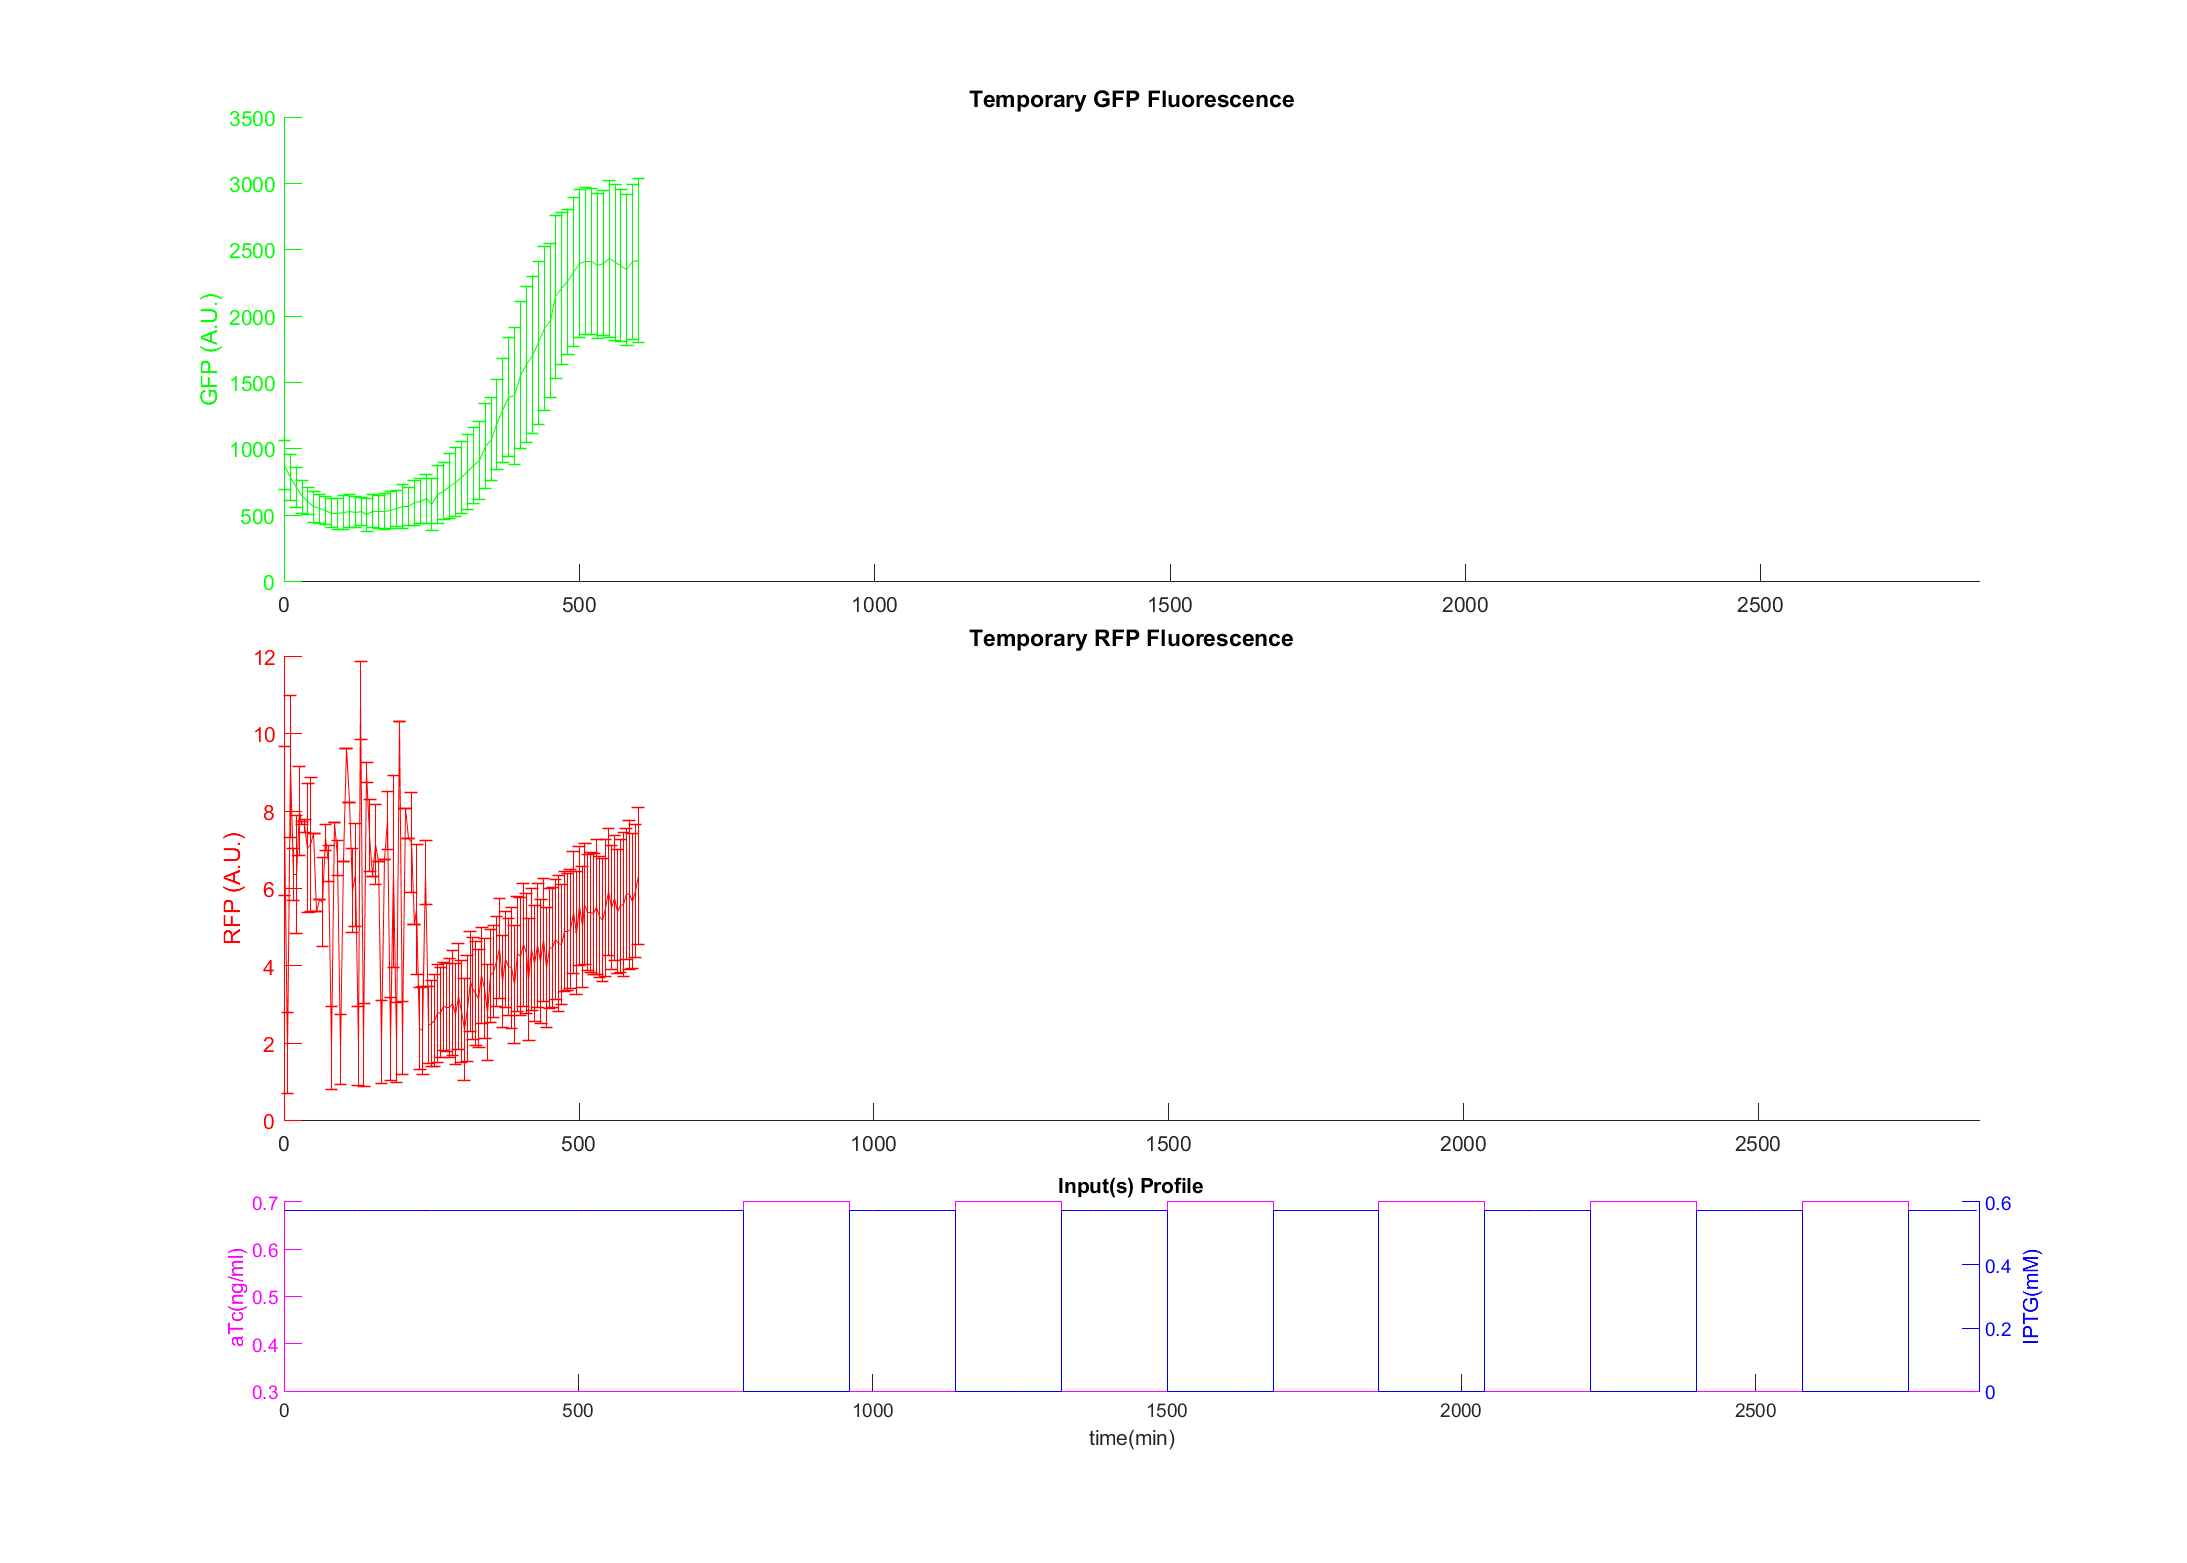 Temporary GFP Fluorescence
GFP (A.U.)
3500
3000
2500
2000
1500
1000
500
0
0 500 1000 1500 2000 2500
Temporary RFP Fluorescence
RFP (A.U.)
12
10
8
6
4
2
0
0 500 1000 1500 2000 2500
Input(s) Profile
aTc(ng/ml)
0.7
0.6
0.5
0.4
0.3
IPTG(mM)
0.6
0.4
0.2
0
0 500 1000 1500 2000 2500
time(min)